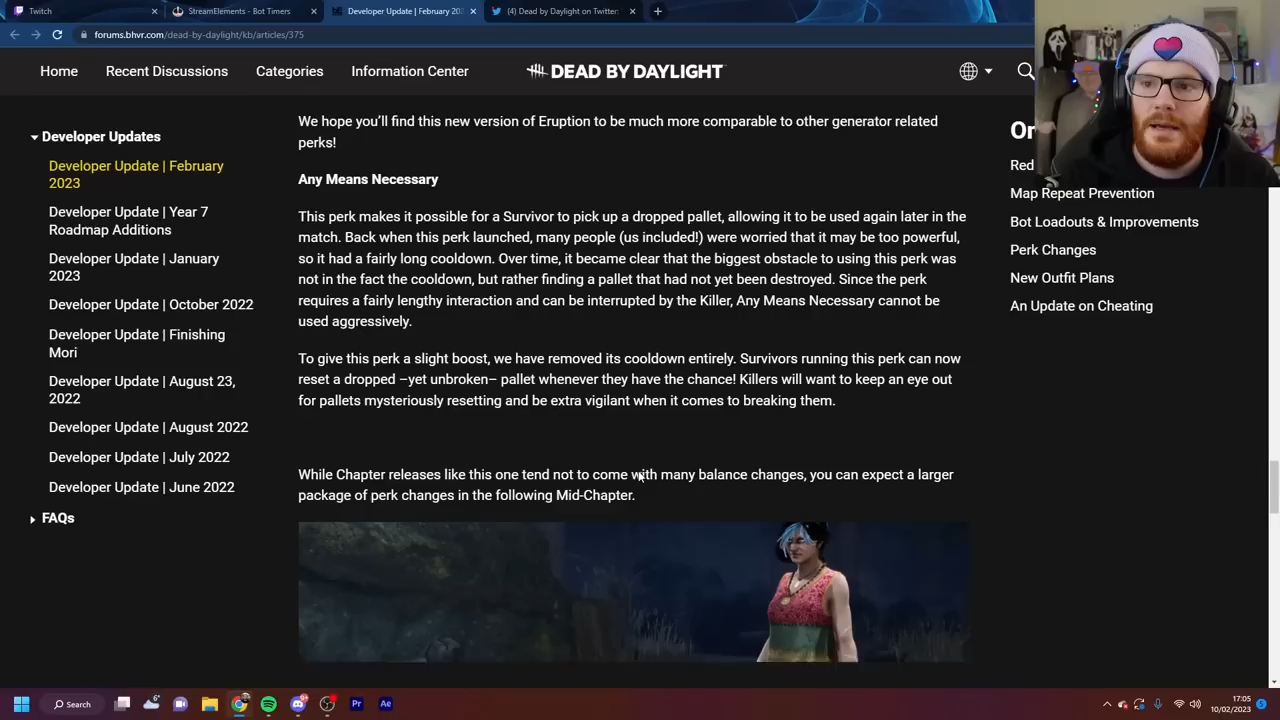 Twitch
StreamElements - Bot Timers
Developer Update | February 202
(4) Dead by Daylight on Twitter:
forums.bhvr.com/dead-by-daylight/kb/articles/375
Home
Recent Discussions
Categories
Information Center
DEAD BY DAYLIGHT
Developer Updates
Developer Update | February
2023
Developer Update | Year 7
Roadmap Additions
Developer Update | January
2023
Developer Update | October 2022
Developer Update | Finishing
Mori
Developer Update | August 23,
2022
Developer Update | August 2022
Developer Update | July 2022
Developer Update | June 2022
FAQs
We hope you'll find this new version of Eruption to be much more comparable to other generator related
perks!
Any Means Necessary
This perk makes it possible for a Survivor to pick up a dropped pallet, allowing it to be used again later in the
match. Back when this perk launched, many people (us included!) were worried that it may be too powerful,
so it had a fairly long cooldown. Over time, it became clear that the biggest obstacle to using this perk was
not in the fact the cooldown, but rather finding a pallet that had not yet been destroyed. Since the perk
requires a fairly lengthy interaction and can be interrupted by the Killer, Any Means Necessary cannot be
used aggressively.
To give this perk a slight boost, we have removed its cooldown entirely. Survivors running this perk can now
reset a dropped –yet unbroken– pallet whenever they have the chance! Killers will want to keep an eye out
for pallets mysteriously resetting and be extra vigilant when it comes to breaking them.
While Chapter releases like this one tend not to come with many balance changes, you can expect a larger
package of perk changes in the following Mid-Chapter.
Or
Red
Map Repeat Prevention
Bot Loadouts & Improvements
Perk Changes
New Outfit Plans
An Update on Cheating
Search
6°
Pr
Ae
17:05
10/02/2023